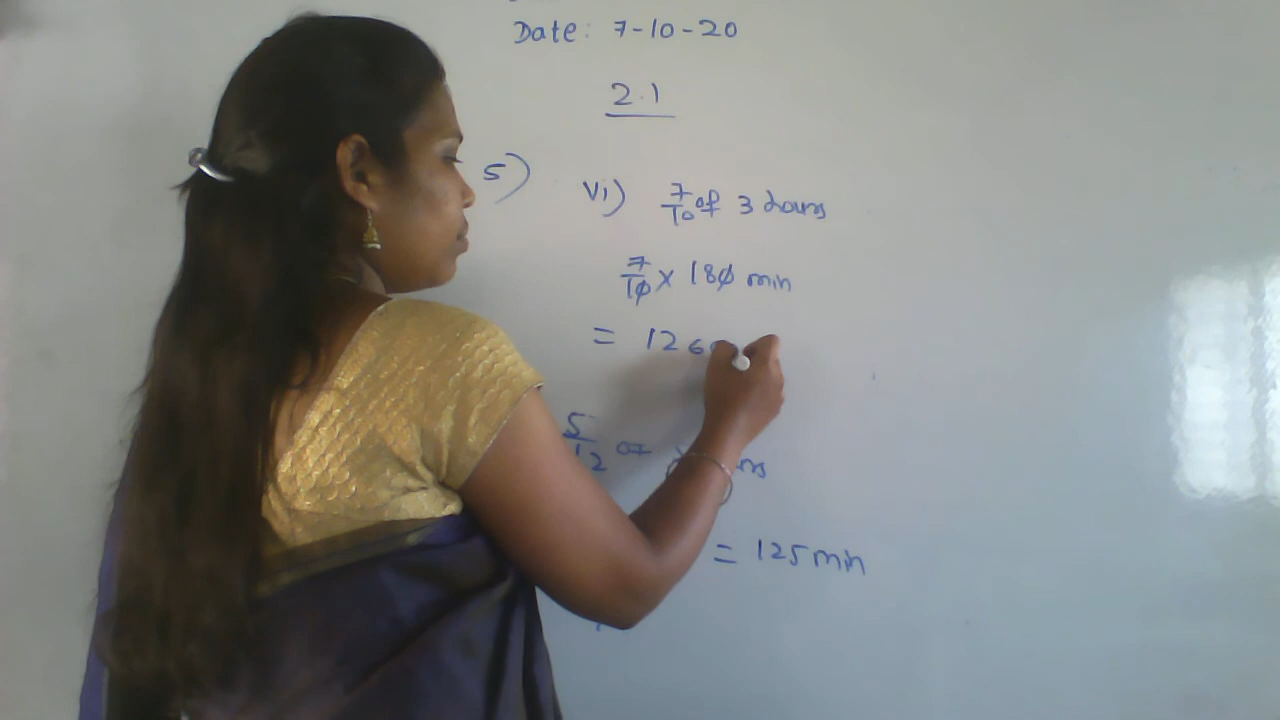 Date: 7-10-20
2.1
5) vi) 7/10 of 3 hours
7/10 x 180 min
= 126
5/12 of
= 125 min